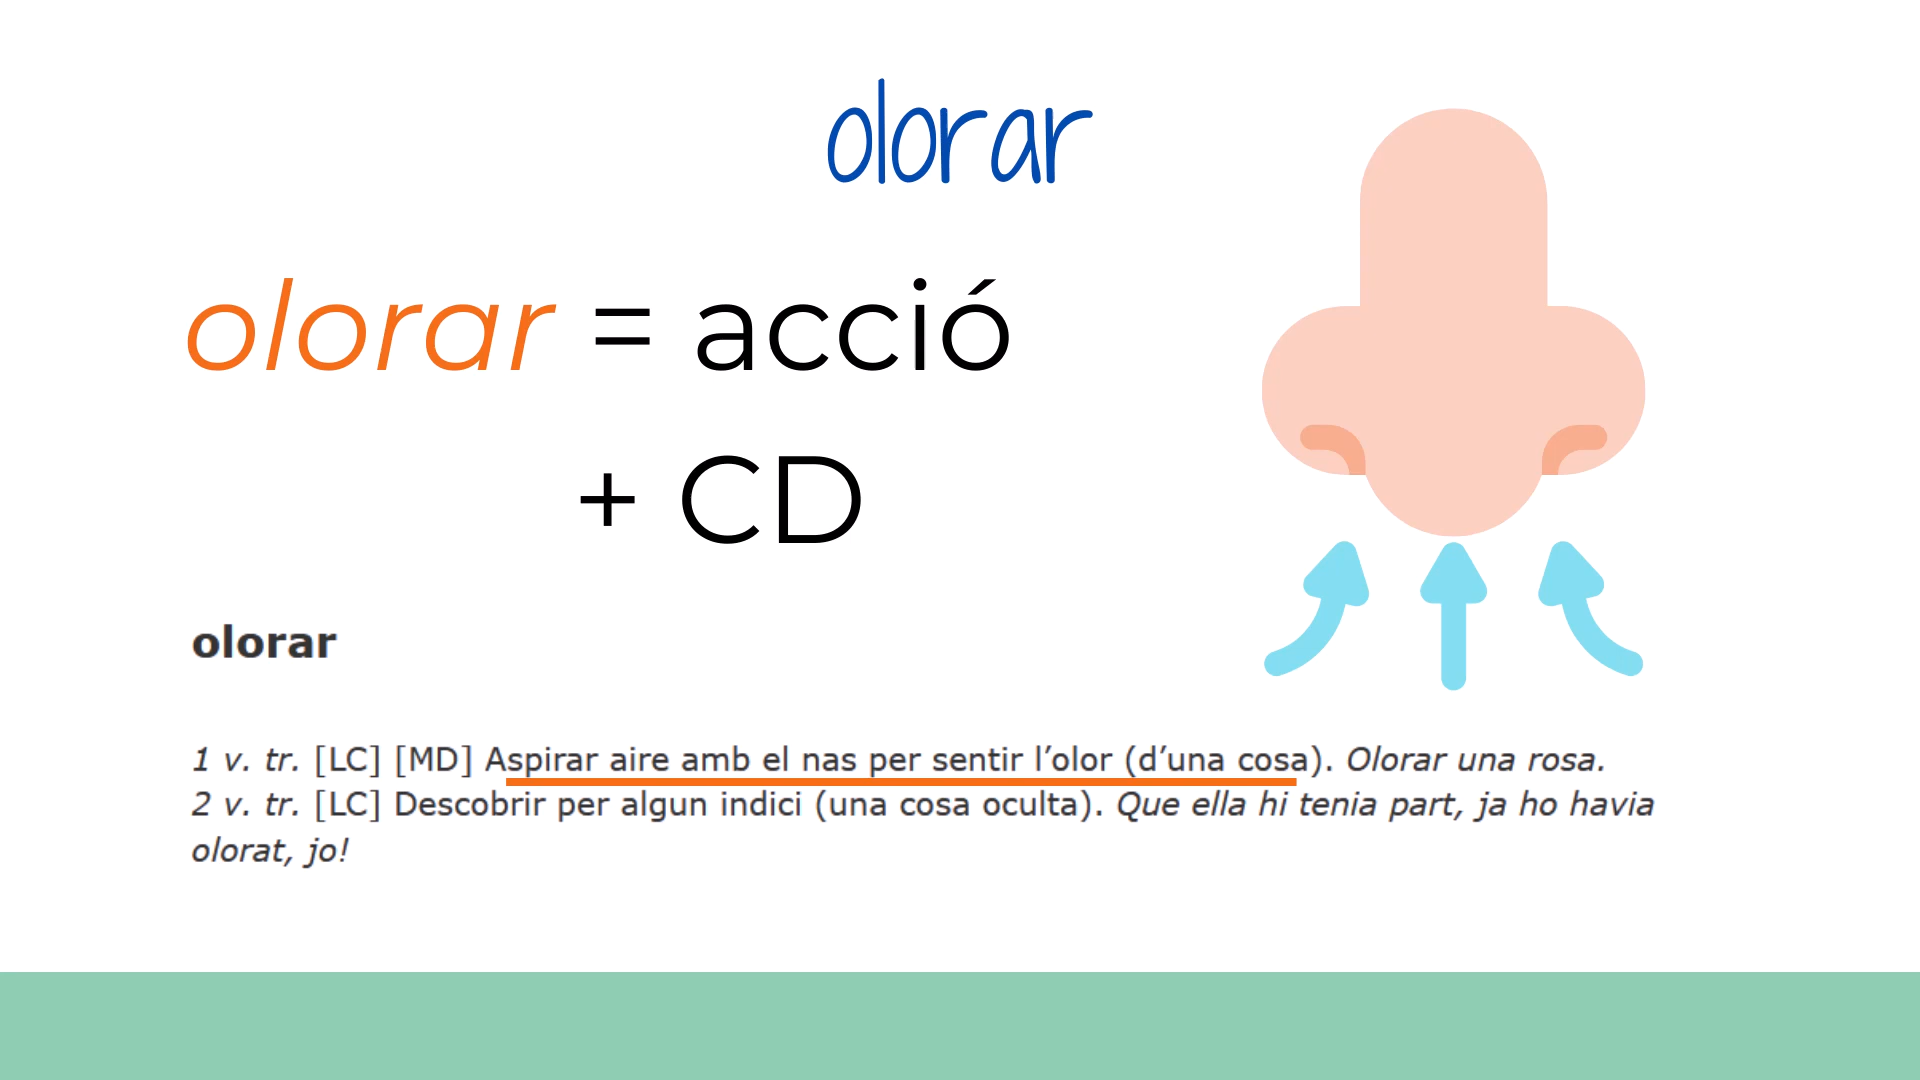 olorar
olorar = acció
+ CD
olorar
1 v. tr. [LC] [MD] Aspirar aire amb el nas per sentir l’olor (d’una cosa). Olorar una rosa.
2 v. tr. [LC] Descobrir per algun indici (una cosa oculta). Que ella hi tenia part, ja ho havia
olorat, jo!